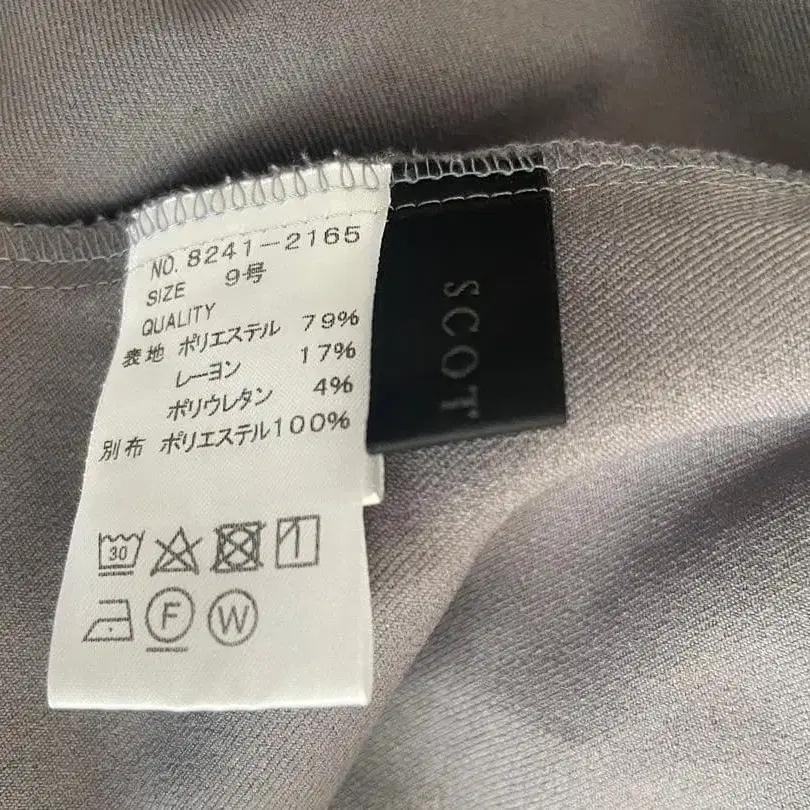 NO. 8241-2165
SIZE 9号
QUALITY
表地 ポリエステル 79%
レーヨン 17%
ポリウレタン 4%
別布 ポリエステル100%
30
F W
SCOT